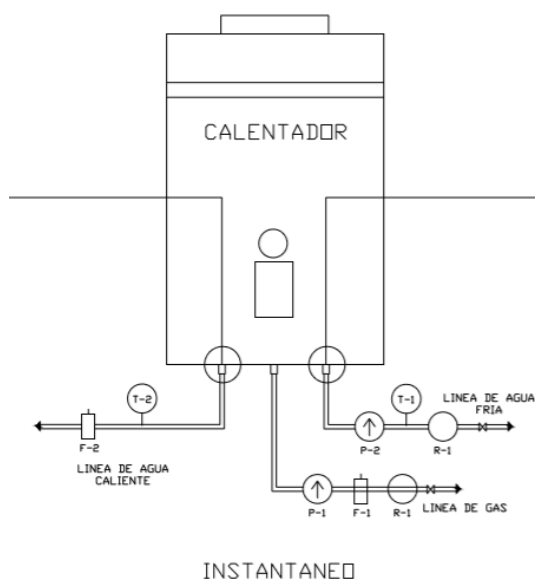 CALENTADOR
T-2
T-1
LINEA DE AGUA
FRIA
F-2
P-2
R-1
LINEA DE AGUA
CALIENTE
P-1
F-1
R-1
LINEA DE GAS
INSTANTANEO